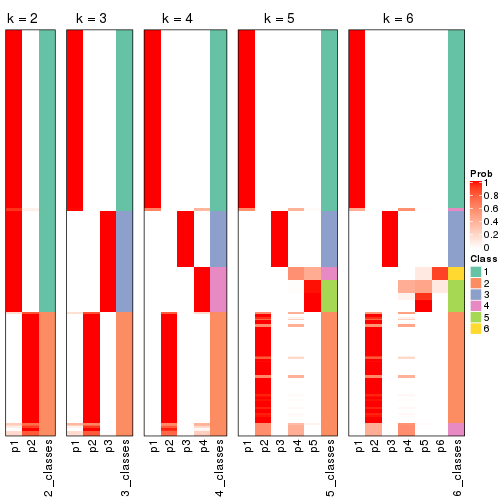 k = 2
k = 3
k = 4
k = 5
k = 6
Prob
1
0.8
0.6
0.4
0.2
0
Class
1
2
3
4
5
6
p1
p2
2_classes
p1
p2
p3
3_classes
p1
p2
p3
p4
4_classes
p1
p2
p3
p4
p5
5_classes
p1
p2
p3
p4
p5
p6
6_classes